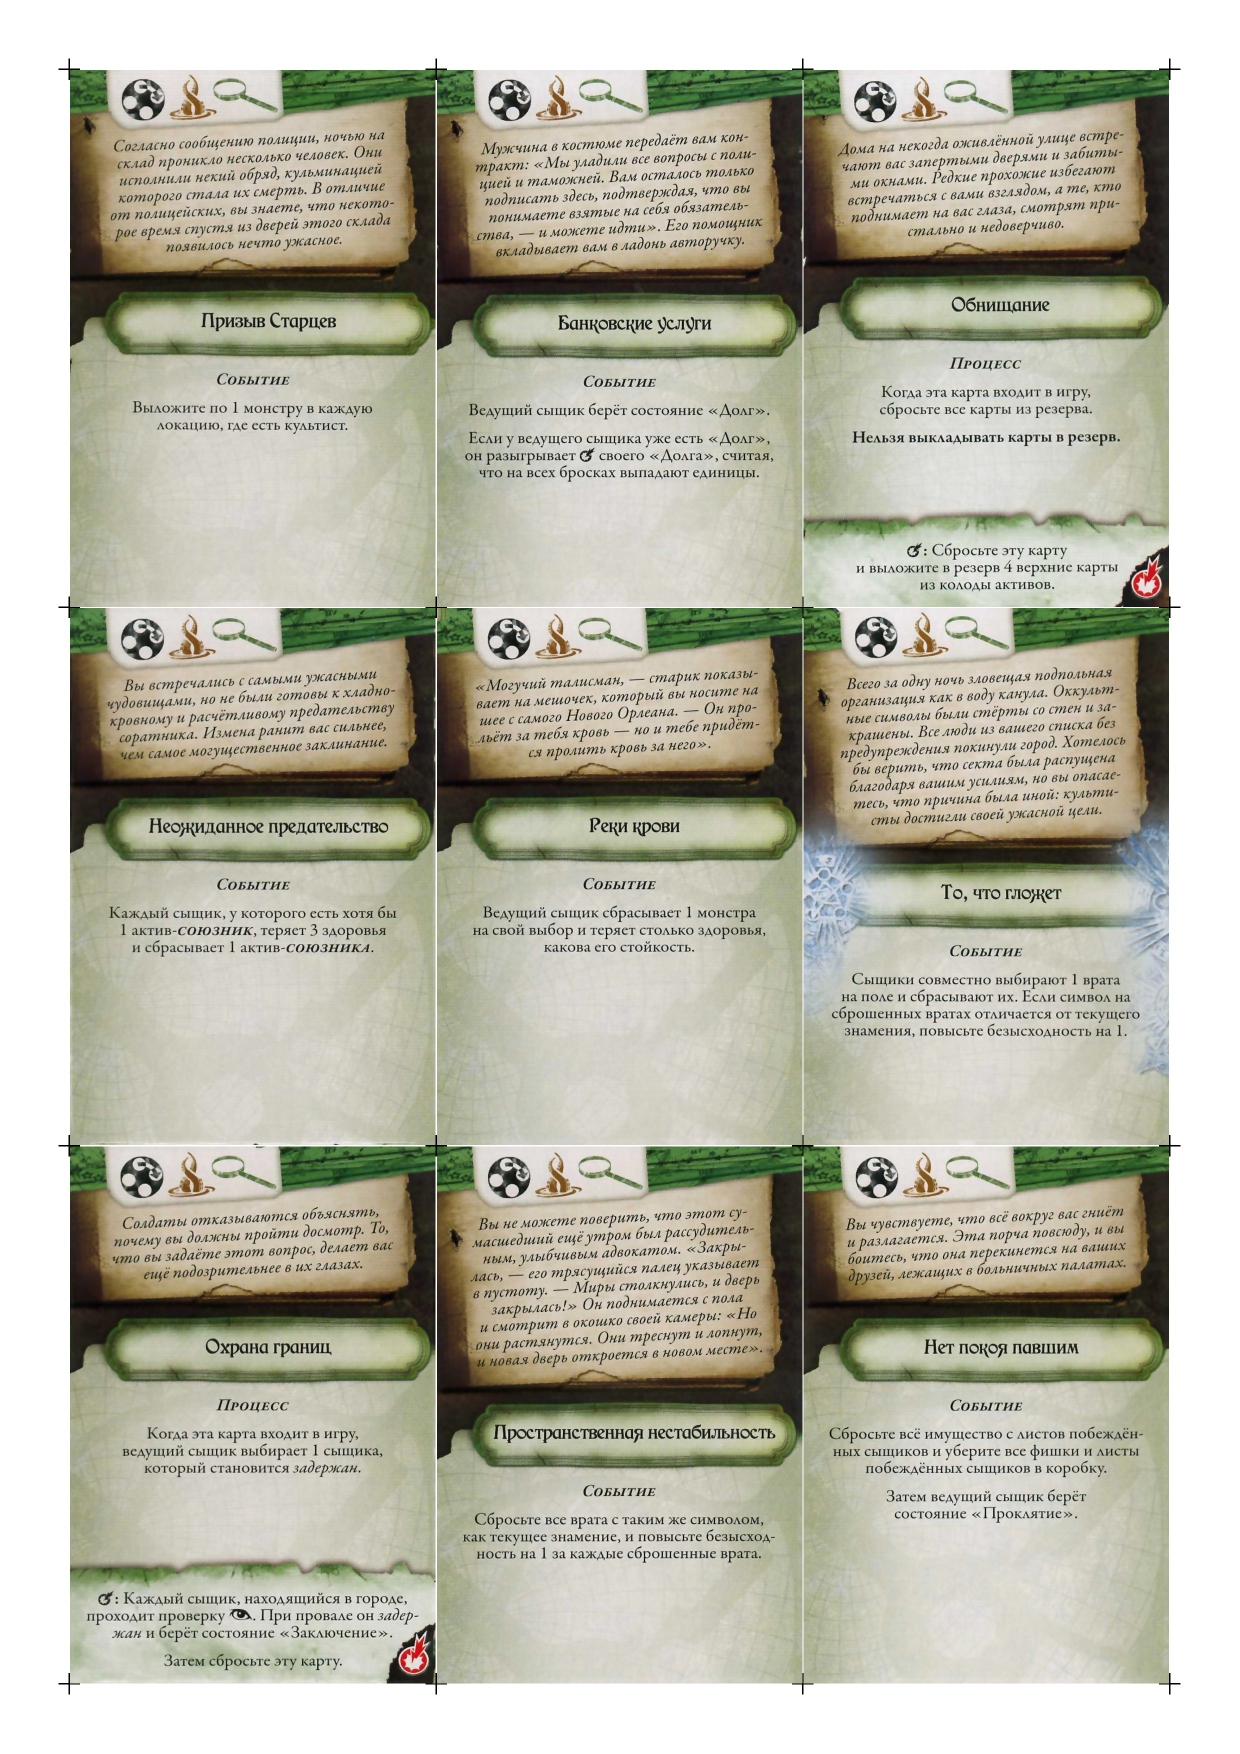 Согласно сообщению полиции, ночью на
склад проникло несколько человек. Они
исполнили некий обряд, кульминацией
которого стала их смерть. В отличие
от полицейских, вы знаете, что некото-
рое время спустя из дверей этого склада
появилось нечто ужасное.
Призыв Старцев
Событие
Выложите по 1 монстру в каждую
локацию, где есть культист.
Мужчина в костюме передаёт вам кон-
тракт: «Мы уладили все вопросы с поли-
цией и таможней. Вам осталось только
подписать здесь, подтверждая, что вы
понимаете взятые на себя обязатель-
ства, — и можете идти». Его помощник
вкладывает вам в ладонь авторучку.
Банковские услуги
Событие
Ведущий сыщик берёт состояние «Долг».
Если у ведущего сыщика уже есть «Долг»,
он разыгрывает своего «Долга», считая,
что на всех бросках выпадают единицы.
Дома на некогда оживлённой улице встре-
чают вас запертыми дверями и забиты-
ми окнами. Редкие прохожие избегают
встречаться с вами взглядом, а те, кто
поднимает на вас глаза, смотрят при-
стально и недоверчиво.
Обнищание
Процесс
Когда эта карта входит в игру,
сбросьте все карты из резерва.
Нельзя выкладывать карты в резерв.
: Сбросьте эту карту
и выложите в резерв 4 верхние карты
из колоды активов.
Вы встречались с самыми ужасными
чудовищами, но не были готовы к хладно-
кровному и расчётливому предательству
соратника. Измена ранит вас сильнее,
чем самое могущественное заклинание.
Неожиданное предательство
Событие
Каждый сыщик, у которого есть хотя бы
1 актив-союзник, теряет 3 здоровья
и сбрасывает 1 актив-союзника.
«Могучий талисман, — старик показы-
вает на мешочек, который вы носите на
шее с самого Нового Орлеана. — Он про-
льёт за тебя кровь — но и тебе придёт-
ся пролить кровь за него».
Реки крови
Событие
Ведущий сыщик сбрасывает 1 монстра
на свой выбор и теряет столько здоровья,
какова его стойкость.
Всего за одну ночь зловещая подпольная
организация как в воду канула. Оккульт-
ные символы были стёрты со стен и за-
крашены. Все люди из вашего списка без
предупреждения покинули город. Хотелось
бы верить, что секта была распущена
благодаря вашим усилиям, но вы опасае-
тесь, что причина была иной: культи-
сты достигли своей ужасной цели.
То, что гложет
Событие
Сыщики совместно выбирают 1 врата
на поле и сбрасывают их. Если символ на
сброшенных вратах отличается от текущего
знамения, повысьте безысходность на 1.
Солдаты отказываются объяснять,
почему вы должны пройти досмотр. То,
что вы задаёте этот вопрос, делает вас
ещё подозрительнее в их глазах.
Охрана границ
Процесс
Когда эта карта входит в игру,
ведущий сыщик выбирает 1 сыщика,
который становится задержан.
: Каждый сыщик, находящийся в городе,
проходит проверку . При провале он задер-
жан и берёт состояние «Заключение».
Затем сбросьте эту карту.
Вы не можете поверить, что этот су-
масшедший ещё утром был рассудитель-
ным, улыбчивым адвокатом. «Закры-
лась, — его трясущийся палец указывает
в пустоту. — Миры столкнулись, и дверь
закрылась!» Он поднимается с пола
и смотрит в окошко своей камеры: «Но
они растянутся. Они треснут и лопнут,
и новая дверь откроется в новом месте».
Пространственная нестабильность
Событие
Сбросьте все врата с таким же символом,
как текущее знамение, и повысьте безысход-
ность на 1 за каждые сброшенные врата.
Вы чувствуете, что всё вокруг вас гниёт
и разлагается. Эта порча повсюду, и вы
боитесь, что она перекинется на ваших
друзей, лежащих в больничных палатах.
Нет покоя павшим
Событие
Сбросьте всё имущество с листов побеждён-
ных сыщиков и уберите все фишки и листы
побеждённых сыщиков в коробку.
Затем ведущий сыщик берёт
состояние «Проклятие».